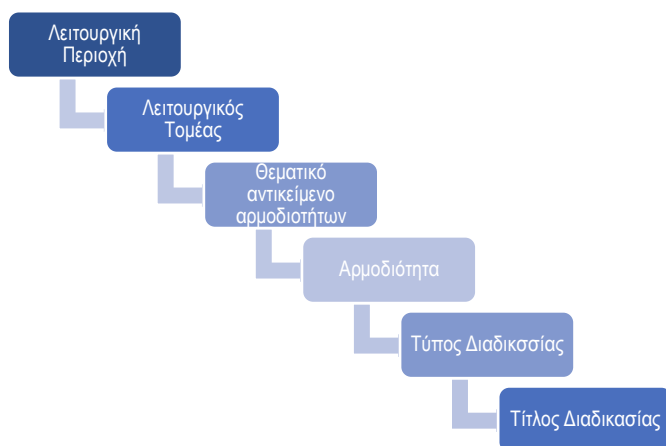 Λειτουργική
Περιοχή
Λειτουργικός
Τομέας
Θεματικό
αντικείμενο
αρμοδιοτήτων
Αρμοδιότητα
Τύπος Διαδικσσίας
Τίτλος Διαδικασίας